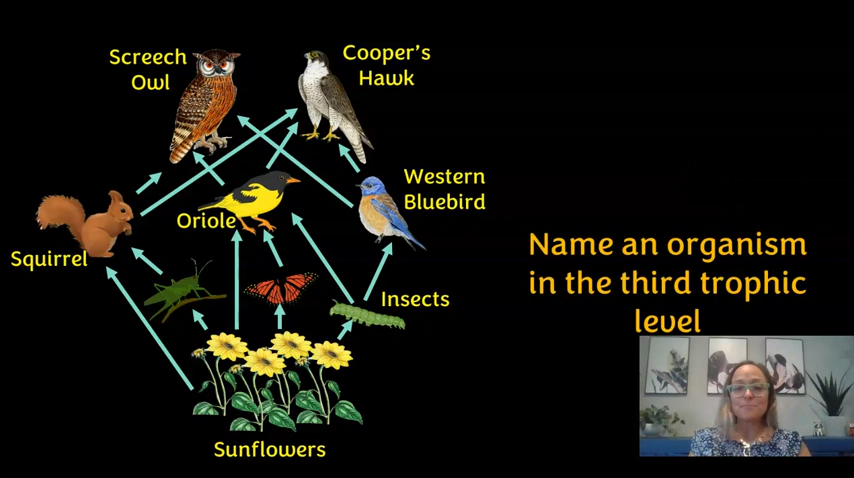 Screech
Owl
Cooper's
Hawk
Western
Bluebird
Oriole
Squirrel
Insects
Sunflowers
Name an organism
in the third trophic
level